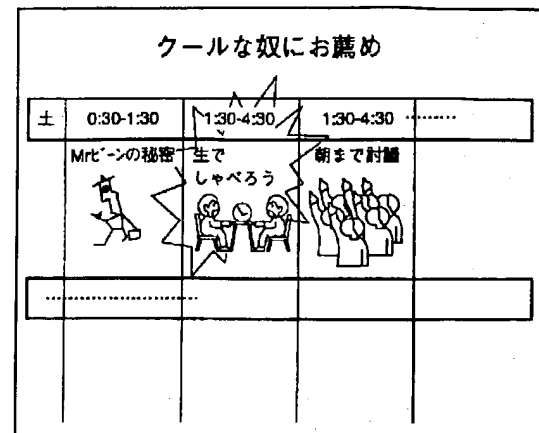 クールな奴にお薦め
土 0:30-1:30 1:30-4:30 1:30-4:30 ………
Mrビーンの秘密 生で 朝まで討論
しゃべろう